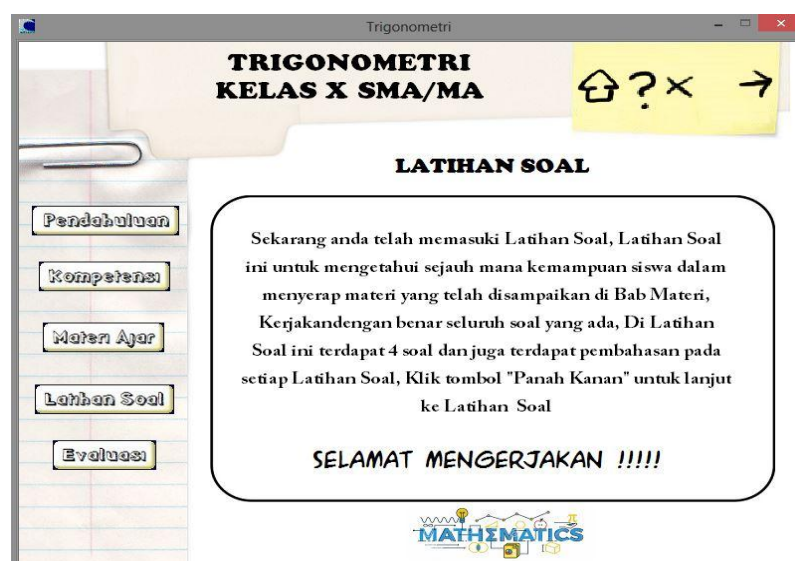 Trigonometri
TRIGONOMETRI
KELAS X SMA/MA
LATIHAN SOAL
Pendahuluan
Kompetensi
Materi Ajar
Latihan Soal
Evaluasi
Sekarang anda telah memasuki Latihan Soal, Latihan Soal
ini untuk mengetahui sejauh mana kemampuan siswa dalam
menyerap materi yang telah disampaikan di Bab Materi,
Kerjakandengan benar seluruh soal yang ada, Di Latihan
Soal ini terdapat 4 soal dan juga terdapat pembahasan pada
setiap Latihan Soal, Klik tombol "Panah Kanan" untuk lanjut
ke Latihan Soal
SELAMAT MENGERJAKAN !!!!!
MATHEMATICS